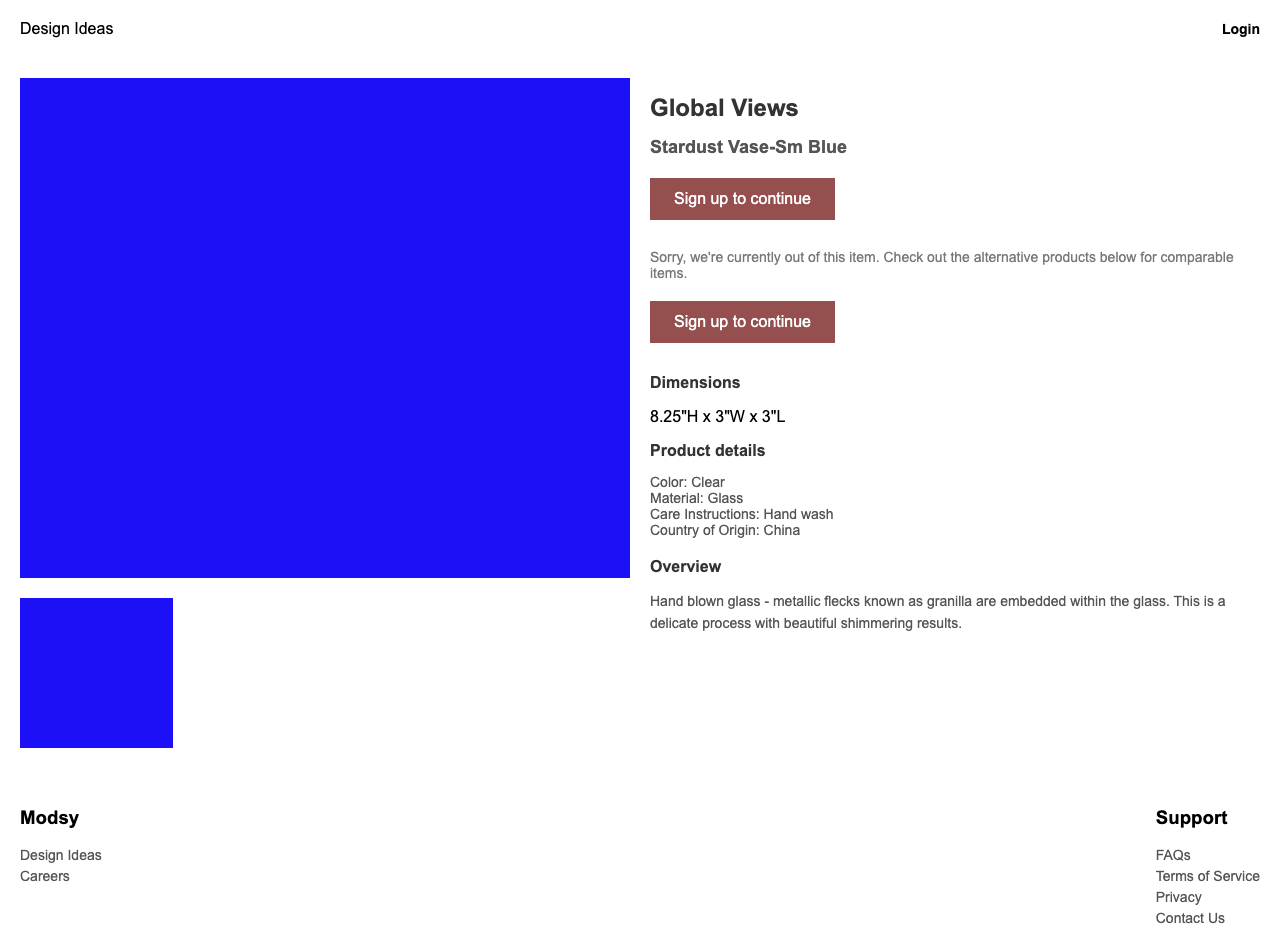 Design Ideas
Login
Global Views
Stardust Vase-Sm Blue
Sign up to continue
Sorry, we're currently out of this item. Check out the alternative products below for comparable
items.
Sign up to continue
Dimensions
8.25"H x 3"W x 3"L
Product details
Color: Clear
Material: Glass
Care Instructions: Hand wash
Country of Origin: China
Overview
Hand blown glass - metallic flecks known as granilla are embedded within the glass. This is a
delicate process with beautiful shimmering results.
Modsy
Design Ideas
Careers
Support
FAQs
Terms of Service
Privacy
Contact Us